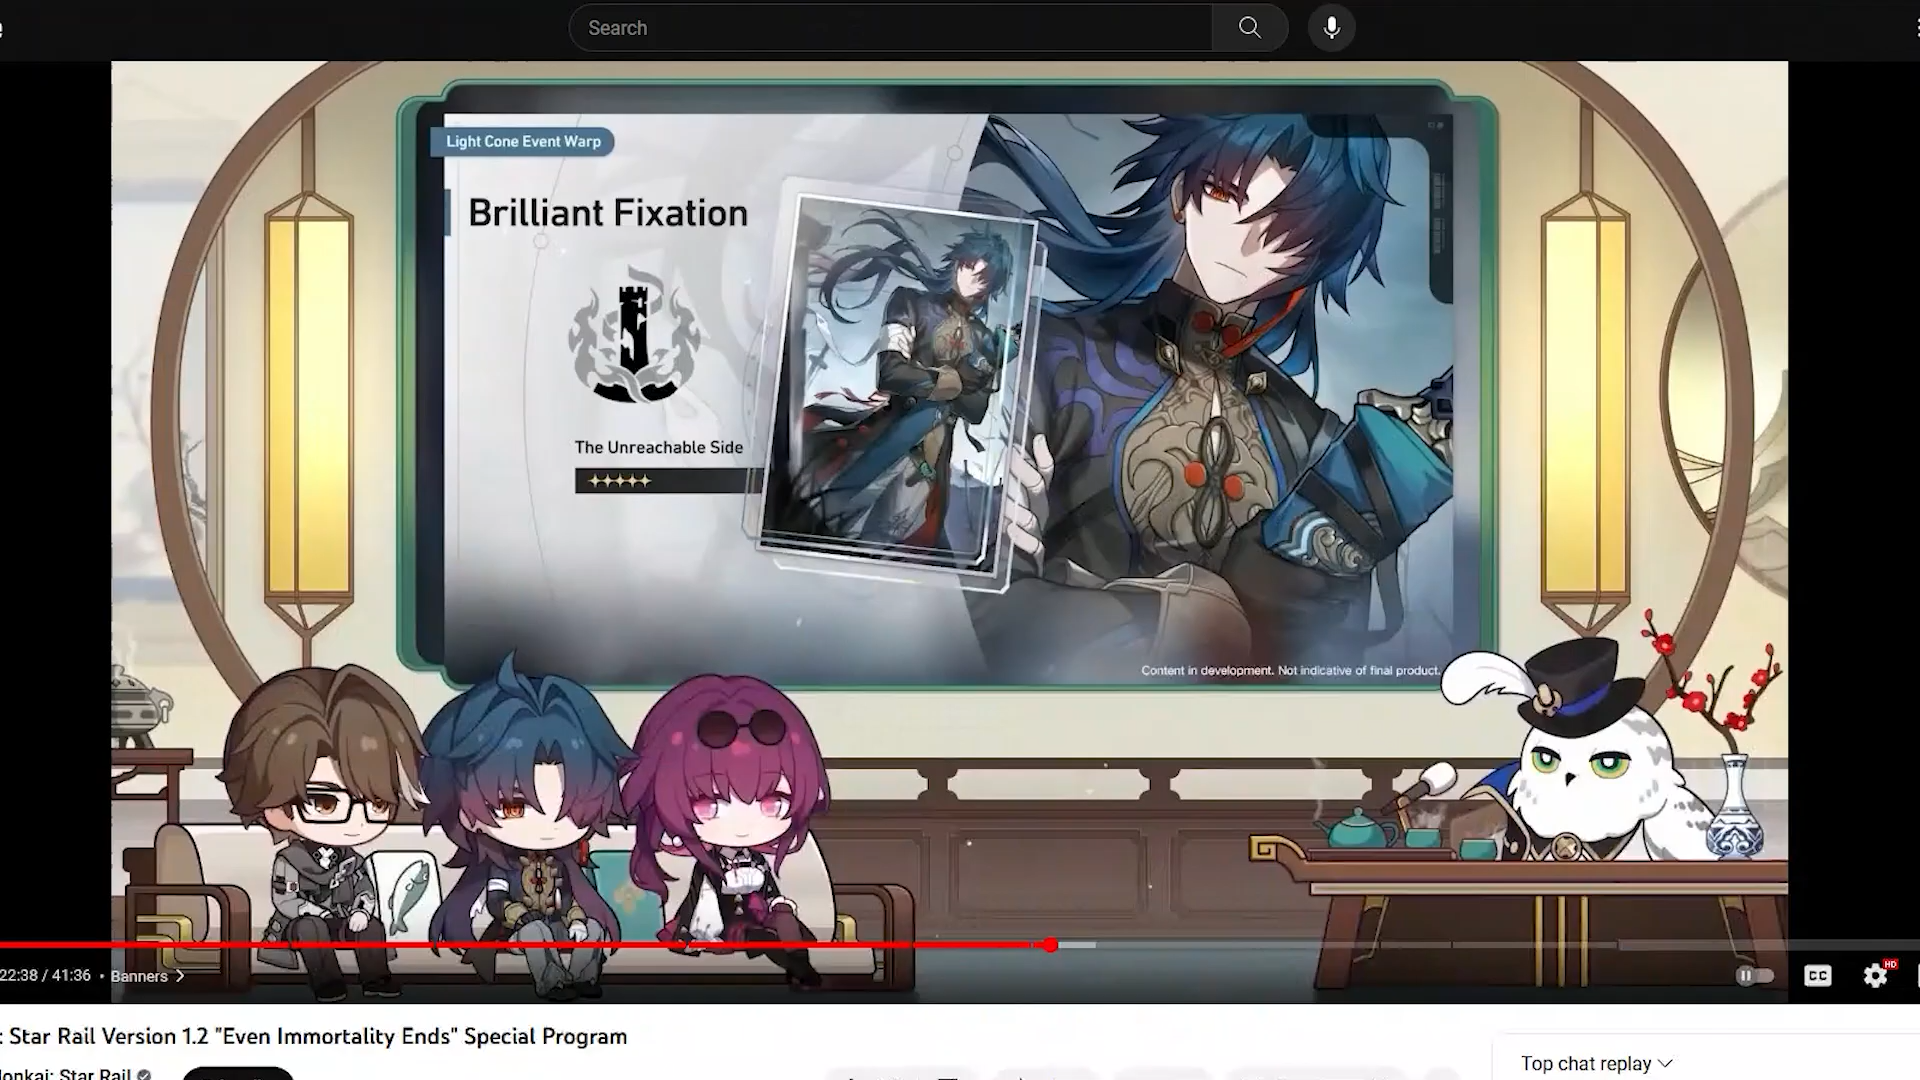 Search
Light Cone Event Warp
Brilliant Fixation
The Unreachable Side
Content in development. Not indicative of final product.
22:38 / 41:36 • Banners
CC
HD
: Star Rail Version 1.2 "Even Immortality Ends" Special Program
Honkai: Star Rail
Top chat replay